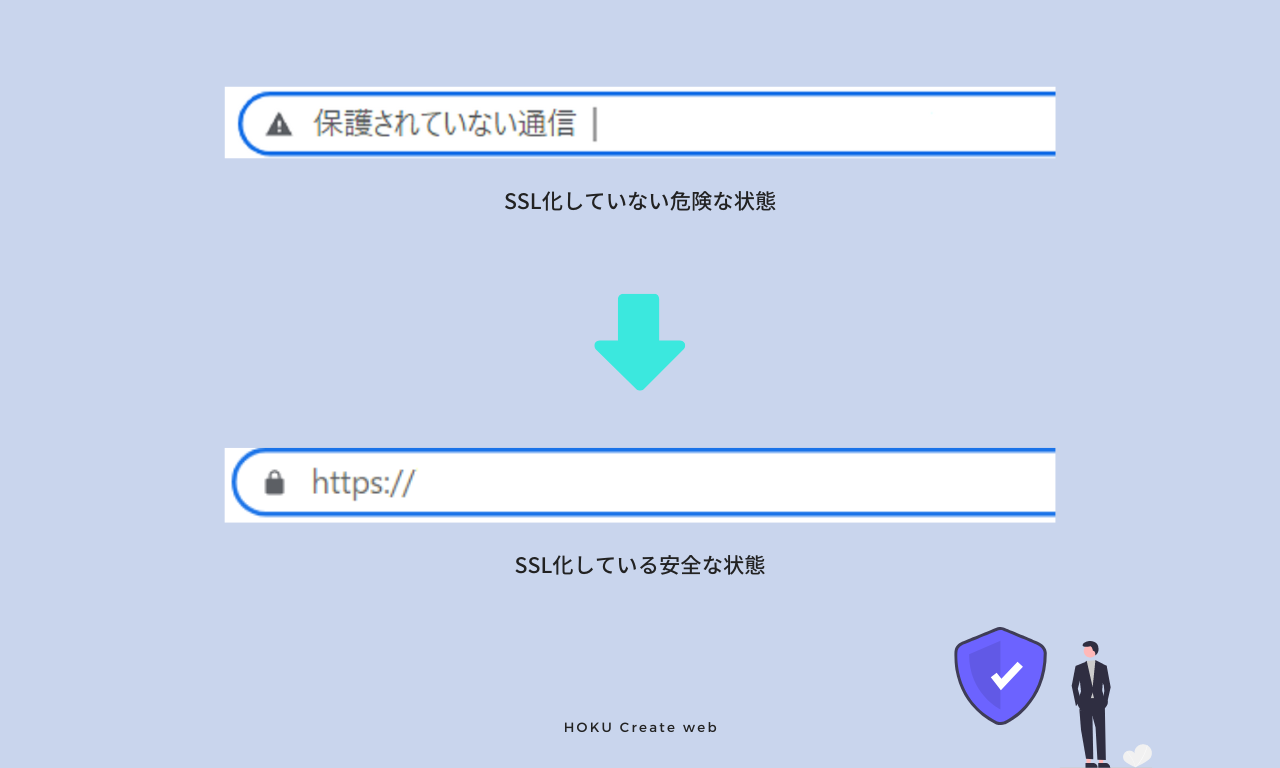 保護されていない通信
SSL化していない危険な状態
https://
SSL化している安全な状態
HOKU Create web